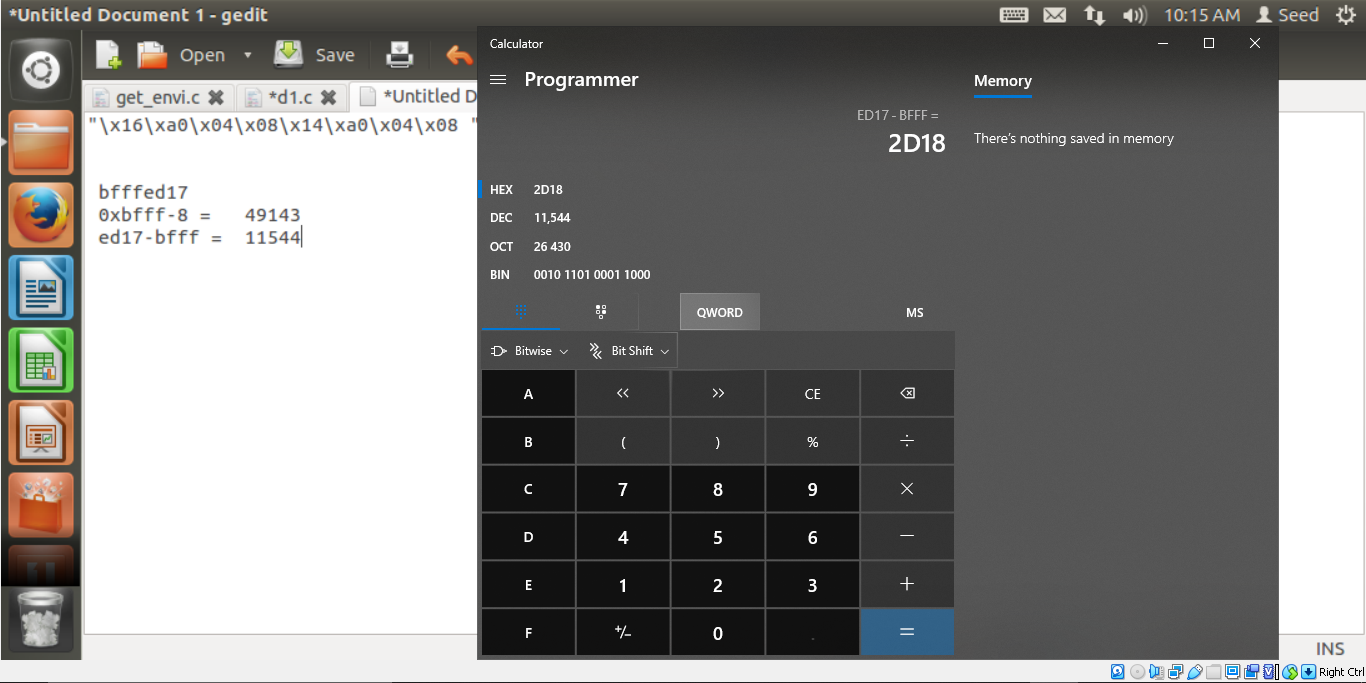 *Untitled Document 1 - gedit
10:15 AM Seed
Open Save
get_envi.c *d1.c *Untitled D
"\x16\xa0\x04\x08\x14\xa0\x04\x08 "
bfffed17
0xbfff-8 = 49143
ed17-bfff = 11544
Calculator
Programmer
Memory
ED17 - BFFF =
2D18
There's nothing saved in memory
HEX 2D18
DEC 11,544
OCT 26 430
BIN 0010 1101 0001 1000
QWORD MS
Bitwise Bit Shift
A << >> CE
B ( ) % ÷
C 7 8 9 ×
D 4 5 6 −
E 1 2 3 +
F +/− 0 . =
INS
Right Ctrl